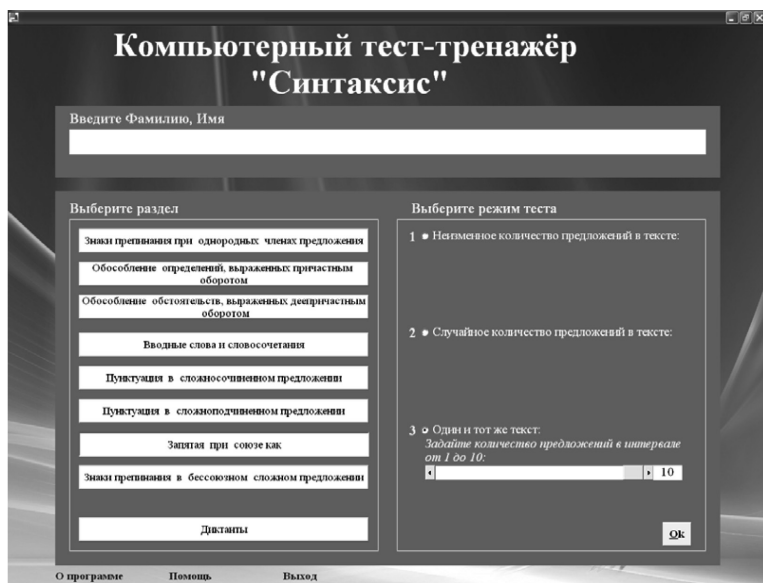 Компьютерный тест-тренажёр
"Синтаксис"
Введите Фамилию, Имя
Выберите раздел
Знаки препинания при однородных членах предложения
Обособление определений, выраженных причастным
оборотом
Обособление обстоятельств, выраженных деепричастным
оборотом
Вводные слова и словосочетания
Пунктуация в сложносочиненном предложении
Пунктуация в сложноподчиненном предложении
Запятая при союзе как
Знаки препинания в бессоюзном сложном предложении
Диктанты
Выберите режим теста
1 Неизменное количество предложений в тексте:
2 Случайное количество предложений в тексте:
3 Один и тот же текст:
Задайте количество предложений в интервале
от 1 до 10:
10
Ok
О программе Помощь Выход